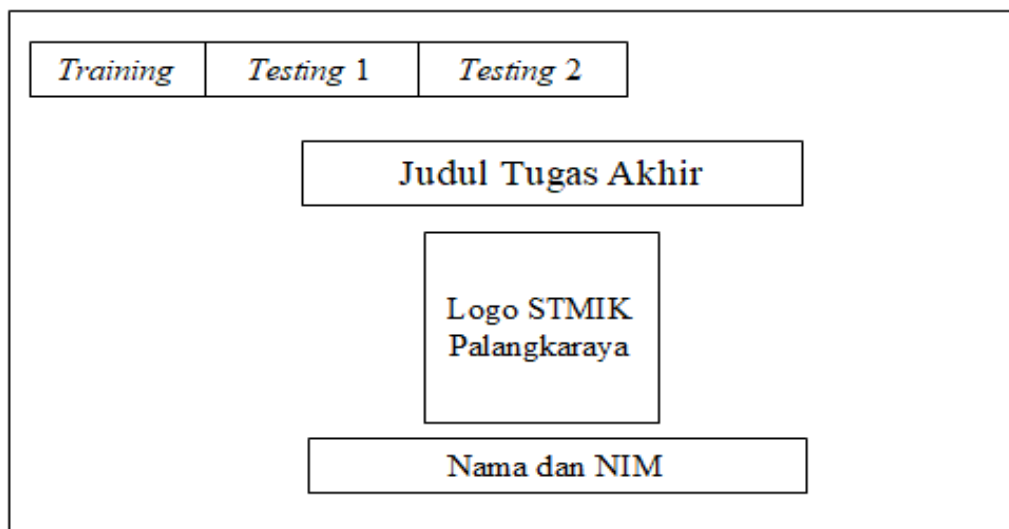 Training Testing 1 Testing 2
Judul Tugas Akhir
Logo STMIK
Palangkaraya
Nama dan NIM